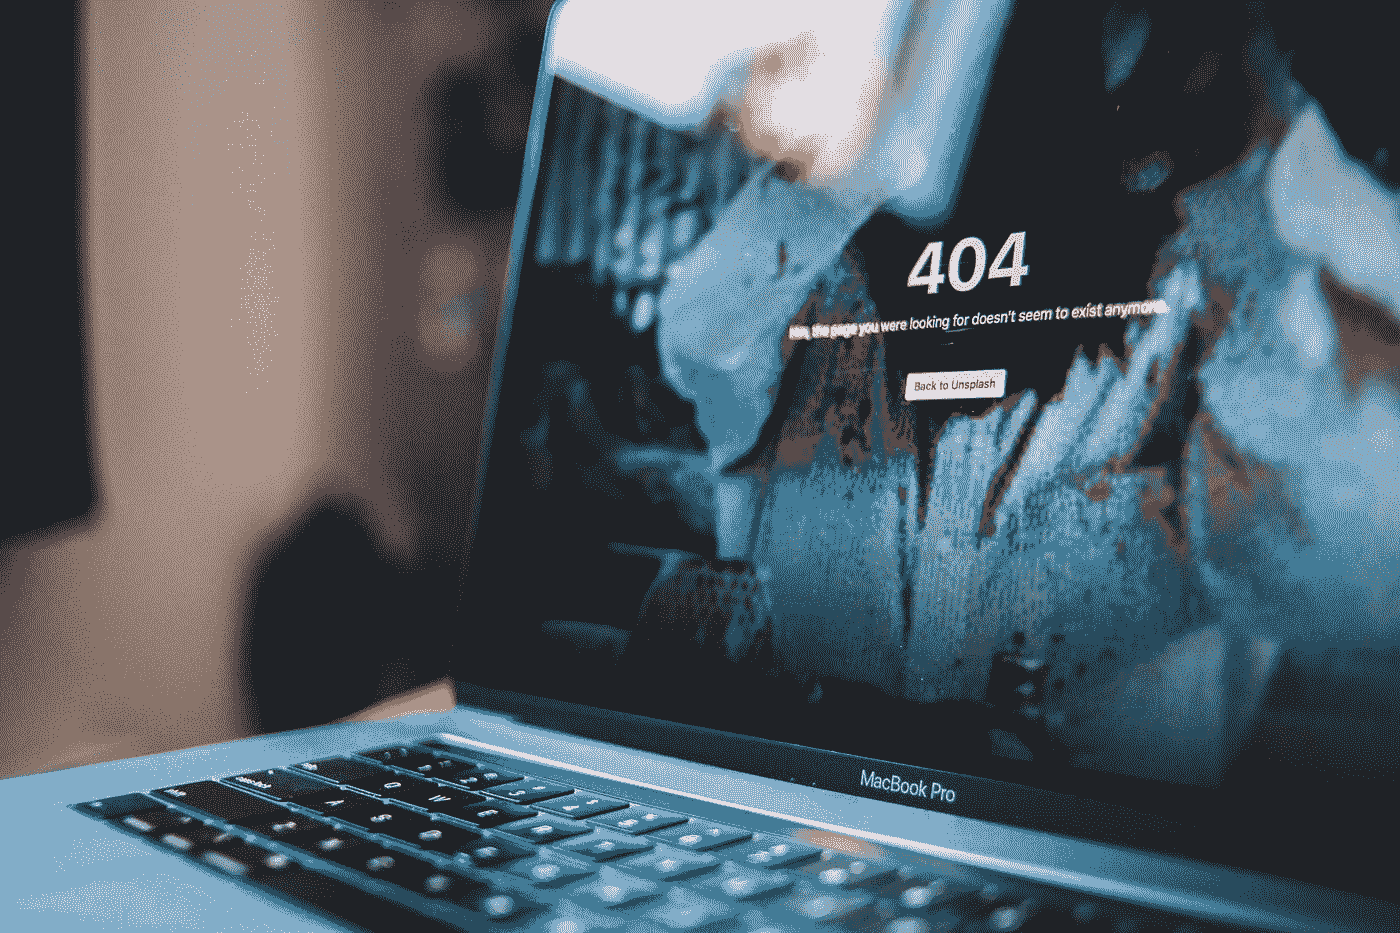 404
Hm, the page you were looking for doesn't seem to exist anymore.
Back to Unsplash
MacBook Pro
Q
W
E
A
S
D